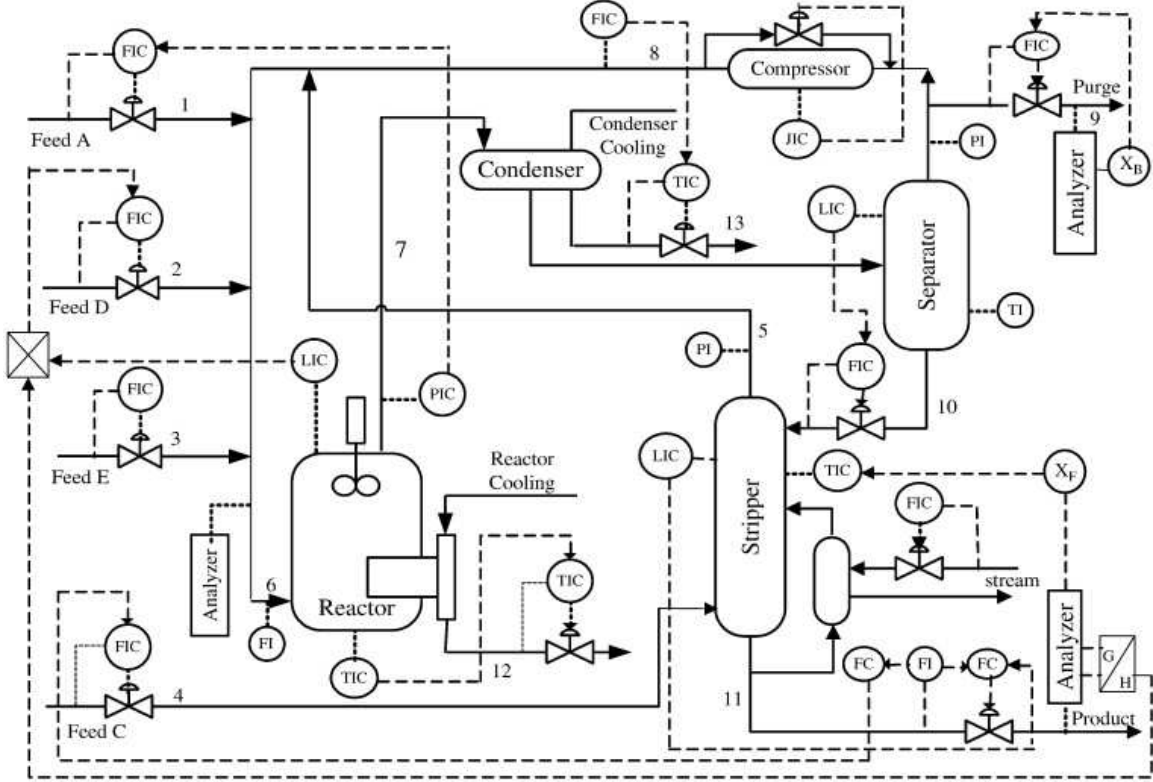 FIC
FIC
8
Compressor
FIC
Purge
9
1
Feed A
Condenser
Cooling
JIC
PI
X_B
Analyzer
Condenser
TIC
LIC
FIC
13
7
2
Feed D
Separator
TI
5
LIC
PI
FIC
FIC
PIC
10
3
Feed E
LIC
TIC
X_F
Reactor
Cooling
FIC
Stripper
Analyzer
6
TIC
stream
Reactor
FIC
FI
TIC
12
FC
FI
FC
Analyzer
G
H
11
4
Feed C
Product